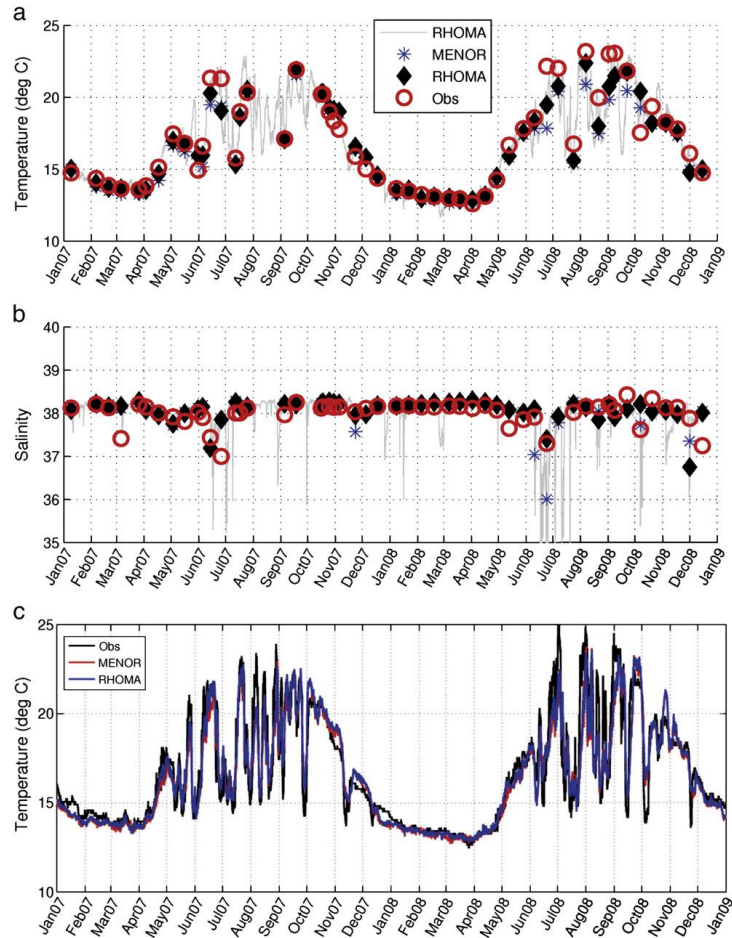 a
25
20
15
10
Temperature (deg C)
RHOMA
MENOR
RHOMA
Obs
Jan07
Feb07
Mar07
Apr07
May07
Jun07
Jul07
Aug07
Sep07
Oct07
Nov07
Dec07
Jan08
Feb08
Mar08
Apr08
May08
Jun08
Jul08
Aug08
Sep08
Oct08
Nov08
Dec08
Jan09
b
40
39
38
37
36
35
Salinity
Jan07
Feb07
Mar07
Apr07
May07
Jun07
Jul07
Aug07
Sep07
Oct07
Nov07
Dec07
Jan08
Feb08
Mar08
Apr08
May08
Jun08
Jul08
Aug08
Sep08
Oct08
Nov08
Dec08
Jan09
c
25
20
15
10
Temperature (deg C)
Obs
MENOR
RHOMA
Jan07
Feb07
Mar07
Apr07
May07
Jun07
Jul07
Aug07
Sep07
Oct07
Nov07
Dec07
Jan08
Feb08
Mar08
Apr08
May08
Jun08
Jul08
Aug08
Sep08
Oct08
Nov08
Dec08
Jan09